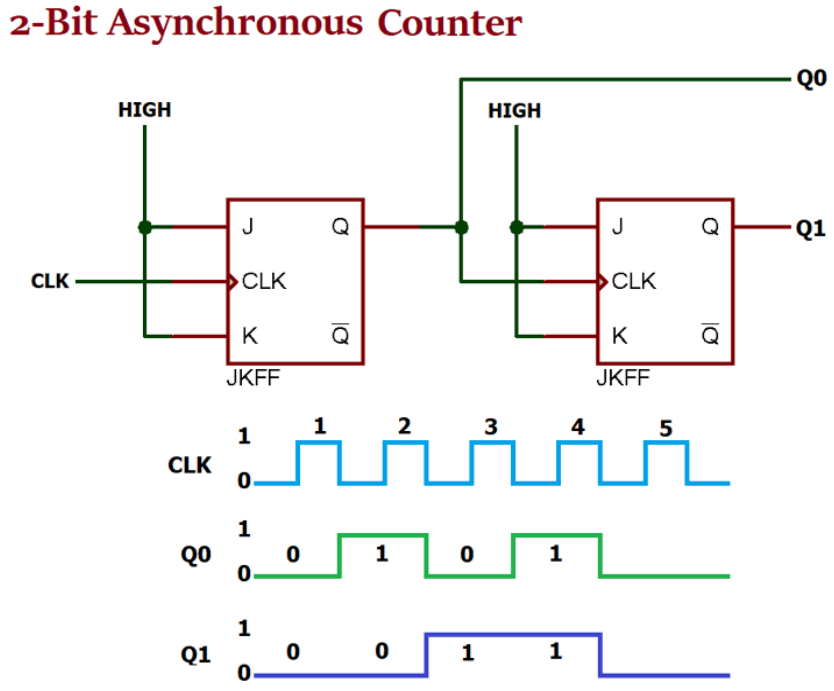 2-Bit Asynchronous Counter
Q0
HIGH HIGH
J Q J Q Q1
CLK CLK CLK
K Q̅ K Q̅
JKFF JKFF
1 2 3 4 5
1
CLK
0
1
Q0 0 1 0 1
0
1
Q1 0 0 1 1
0